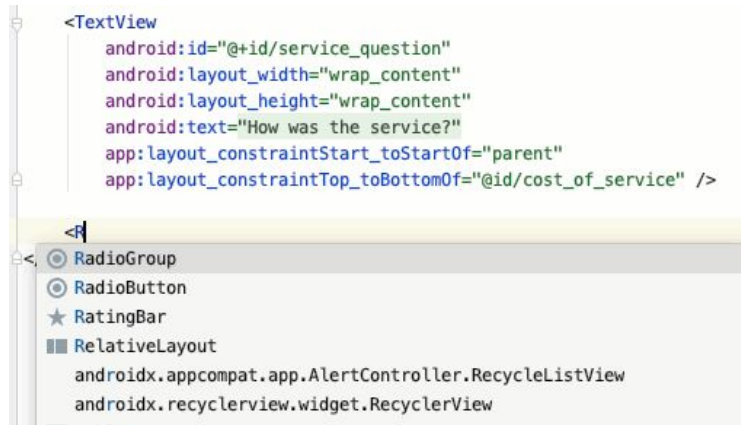 <TextView
android:id="@+id/service_question"
android:layout_width="wrap_content"
android:layout_height="wrap_content"
android:text="How was the service?"
app:layout_constraintStart_toStartOf="parent"
app:layout_constraintTop_toBottomOf="@id/cost_of_service" />
<R
<
RadioGroup
RadioButton
RatingBar
RelativeLayout
androidx.appcompat.app.AlertController.RecycleListView
androidx.recyclerview.widget.RecyclerView